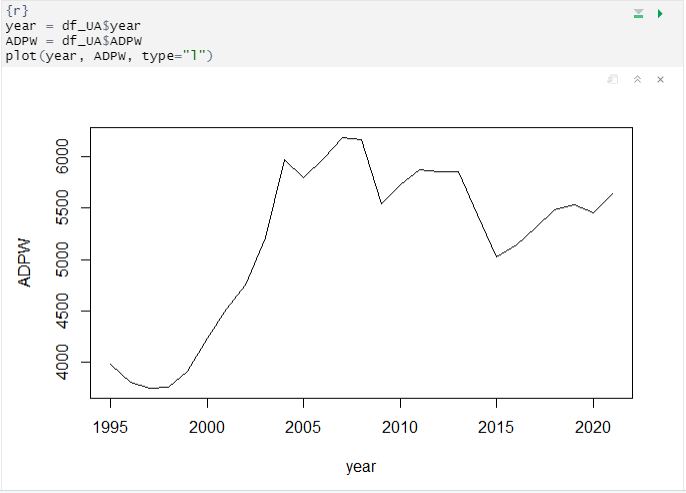 {r}
year = df_UA$year
ADPW = df_UA$ADPW
plot(year, ADPW, type="l")
6000
5500
5000
4500
4000
ADPW
1995 2000 2005 2010 2015 2020
year